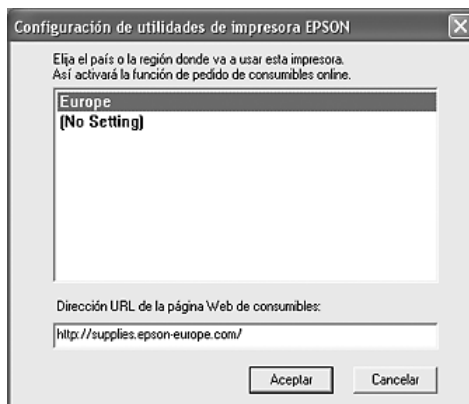 Configuración de utilidades de impresora EPSON
Elija el país o la región donde va a usar esta impresora.
Así activará la función de pedido de consumibles online.
Europe
(No Setting)
Dirección URL de la página Web de consumibles:
http://supplies.epson-europe.com/
Aceptar
Cancelar